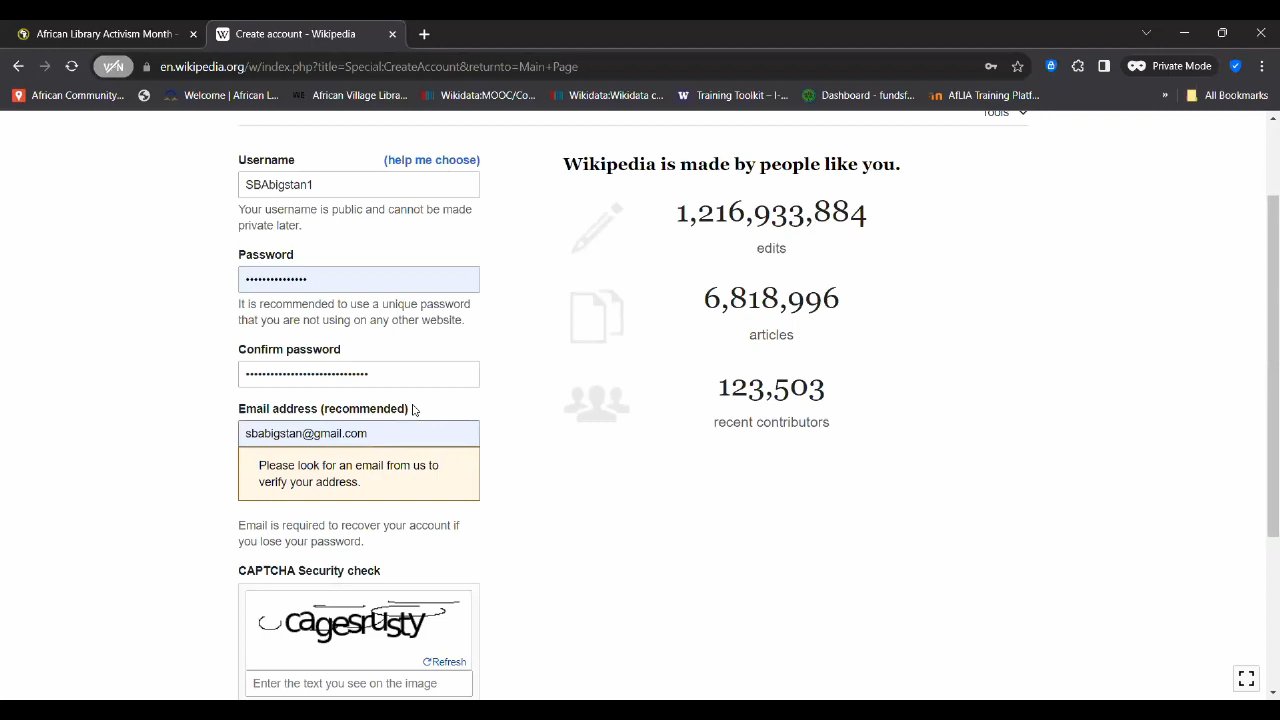 African Library Activism Month -
Create account - Wikipedia
en.wikipedia.org/w/index.php?title=Special:CreateAccount&returnto=Main+Page
Private Mode
African Community...
Welcome | African L...
African Village Libra...
Wikidata:MOOC/Co...
Wikidata:Wikidata c...
Training Toolkit – I-...
Dashboard - fundsf...
AfLIA Training Platf...
»
All Bookmarks
Tools
Username (help me choose)
SBAbigstan1
Your username is public and cannot be made
private later.
Password
•••••••••••••••
It is recommended to use a unique password
that you are not using on any other website.
Confirm password
••••••••••••••••••••••••••••••
Email address (recommended)
sbabigstan@gmail.com
Please look for an email from us to
verify your address.
Email is required to recover your account if
you lose your password.
CAPTCHA Security check
cagesrusty
Refresh
Enter the text you see on the image
Wikipedia is made by people like you.
1,216,933,884
edits
6,818,996
articles
123,503
recent contributors